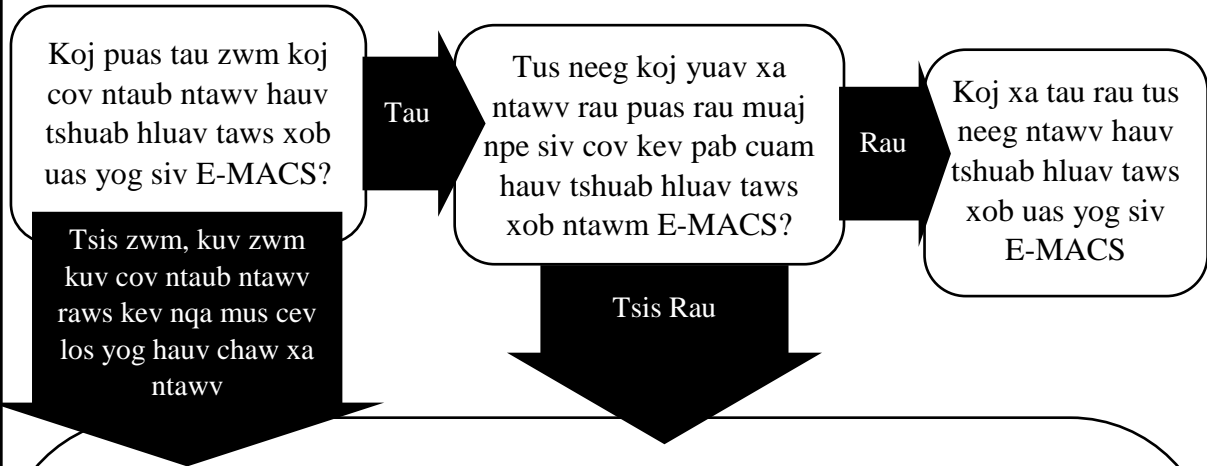 Koj puas tau zwm koj
cov ntaub ntawv hauv
tshuab hluav taws xob
uas yog siv E-MACS?
Tau
Tus neeg koj yuav xa
ntawv rau puas rau muaj
npe siv cov kev pab cuam
hauv tshuab hluav taws
xob ntawm E-MACS?
Rau
Koj xa tau rau tus
neeg ntawv hauv
tshuab hluav taws
xob uas yog siv
E-MACS
Tsis zwm, kuv zwm
kuv cov ntaub ntawv
raws kev nqa mus cev
los yog hauv chaw xa
ntawv
Tsis Rau